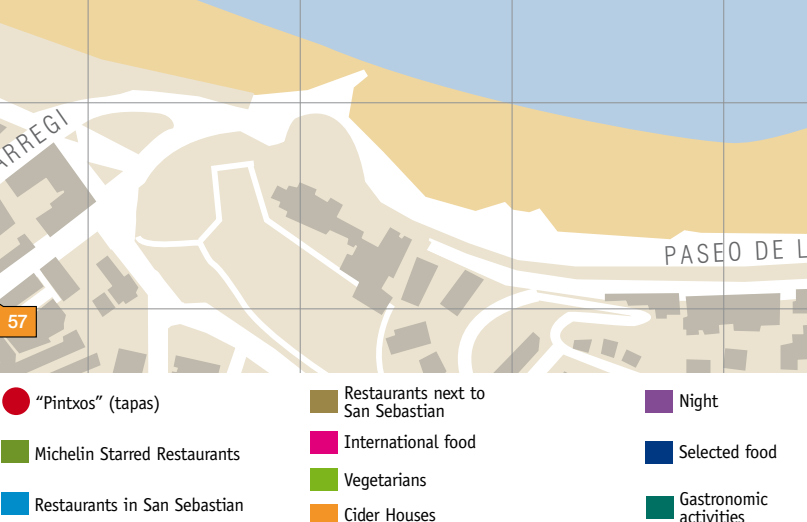 ARREGI
PASEO DE L
57
"Pintxos" (tapas)
Michelin Starred Restaurants
Restaurants in San Sebastian
Restaurants next to
San Sebastian
International food
Vegetarians
Cider Houses
Night
Selected food
Gastronomic
activities